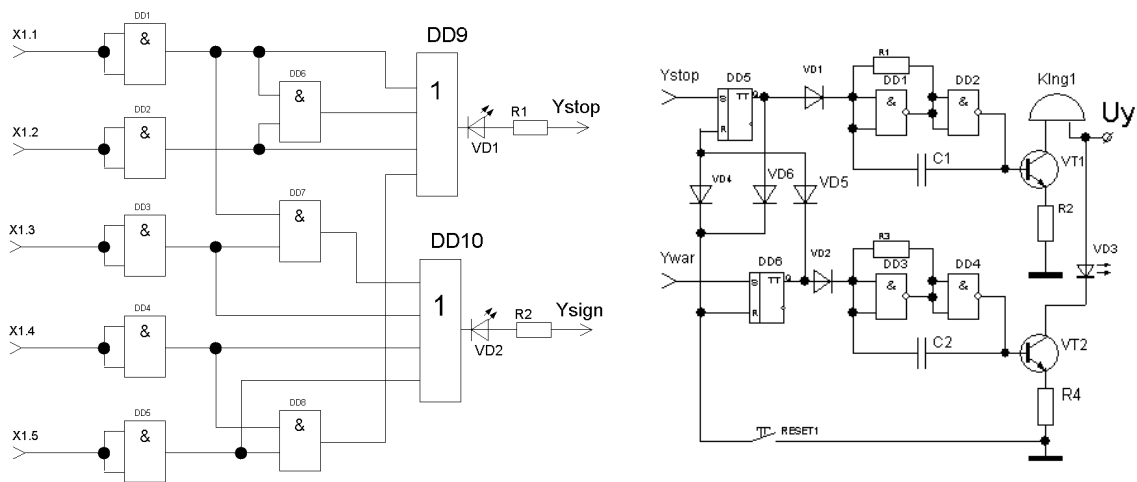 X1.1
DD1
&
X1.2
DD2
&
DD6
&
DD9
1
VD1
R1
Ystop
X1.3
DD3
&
DD7
&
DD10
1
VD2
R2
Ysign
X1.4
DD4
&
X1.5
DD5
&
DD8
&
Ystop
DD5
S
TT
Q
R
VD1
R1
DD1
&
DD2
&
KIng1
Uy
C1
VT1
R2
VD4
VD6
VD5
VD3
Ywar
DD6
S
TT
Q
R
VD2
R3
DD3
&
DD4
&
C2
VT2
R4
RESET1